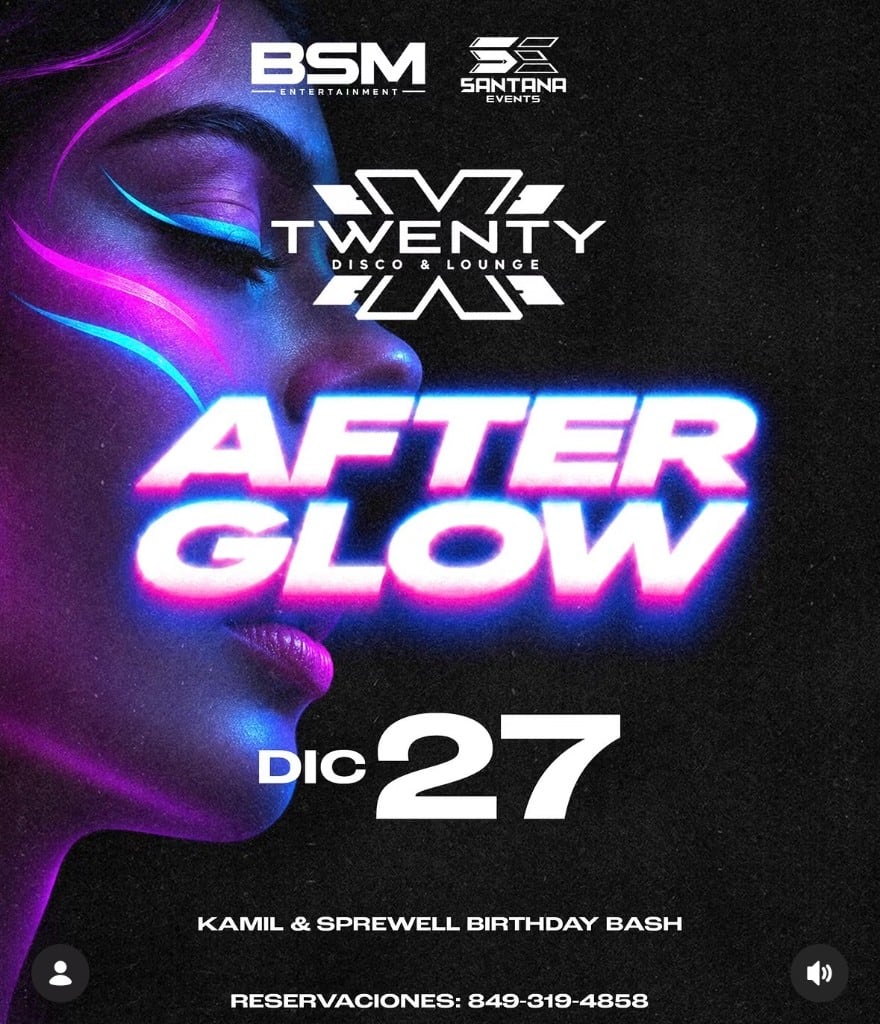 BSM
ENTERTAINMENT
SE
SANTANA
EVENTS
TWENTY
DISCO & LOUNGE
AFTER
GLOW
DIC 27
KAMIL & SPREWELL BIRTHDAY BASH
RESERVACIONES: 849-319-4858